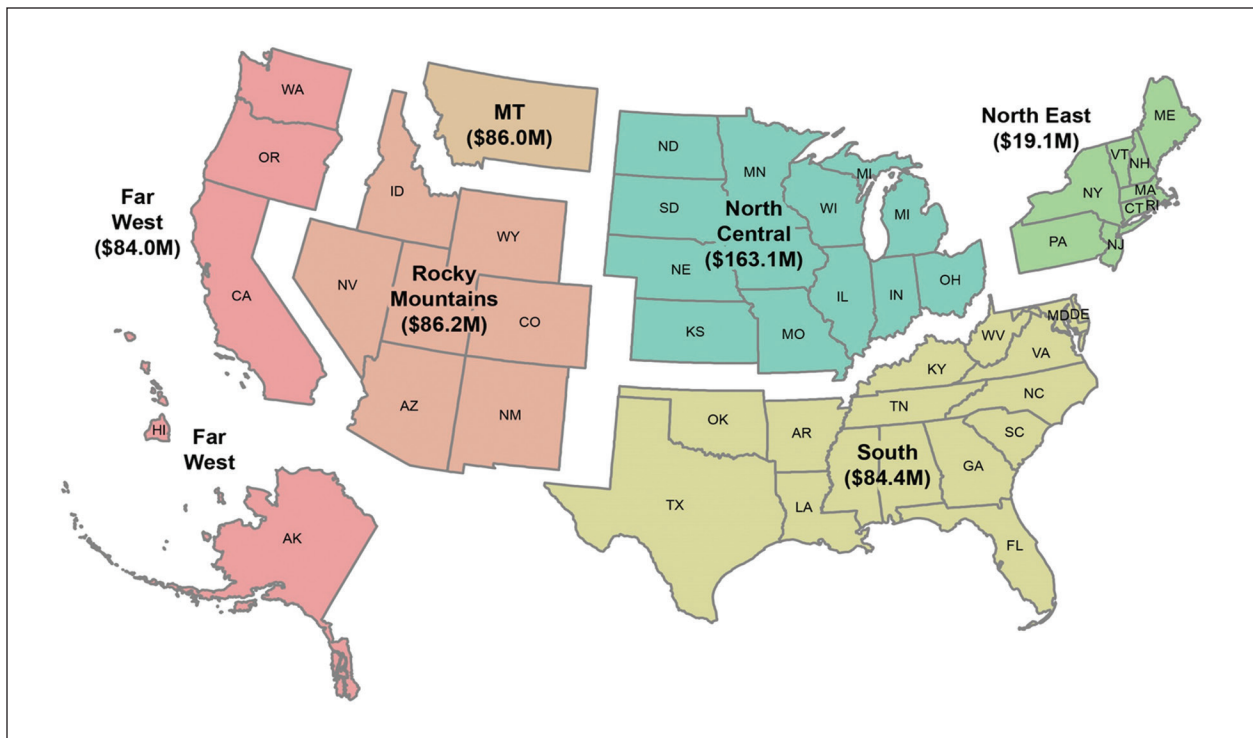 WA
OR
CA
HI
AK
Far
West
($84.0M)
Far
West
MT
($86.0M)
ID
WY
NV
CO
AZ
NM
Rocky
Mountains
($86.2M)
ND
MN
SD
WI
MI
MI
NE
IL
IN
OH
KS
MO
North
Central
($163.1M)
North East
($19.1M)
ME
VT
NH
NY
MA
CT
RI
PA
NJ
MD
DE
WV
VA
KY
NC
TN
OK
AR
SC
GA
TX
LA
FL
South
($84.4M)